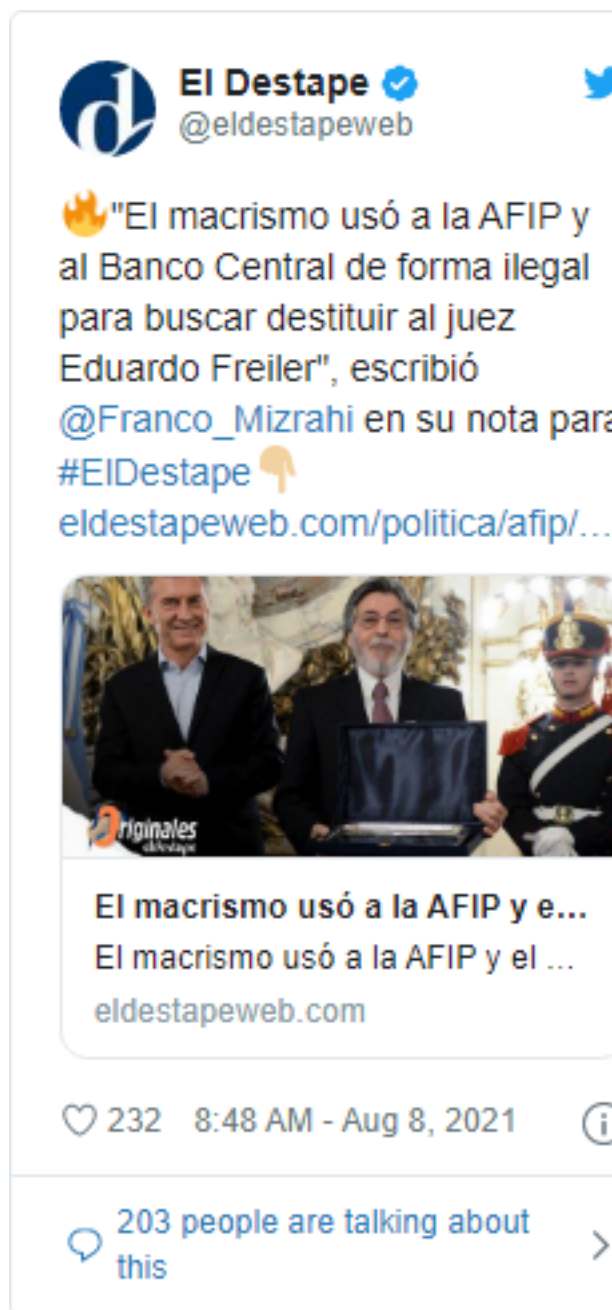 El Destape
@eldestapeweb
"El macrismo usó a la AFIP y
al Banco Central de forma ilegal
para buscar destituir al juez
Eduardo Freiler", escribió
@Franco_Mizrahi en su nota para
#ElDestape
eldestapeweb.com/politica/afip/…
Originales
eldestape
El macrismo usó a la AFIP y e...
El macrismo usó a la AFIP y el ...
eldestapeweb.com
232 8:48 AM - Aug 8, 2021
203 people are talking about
this